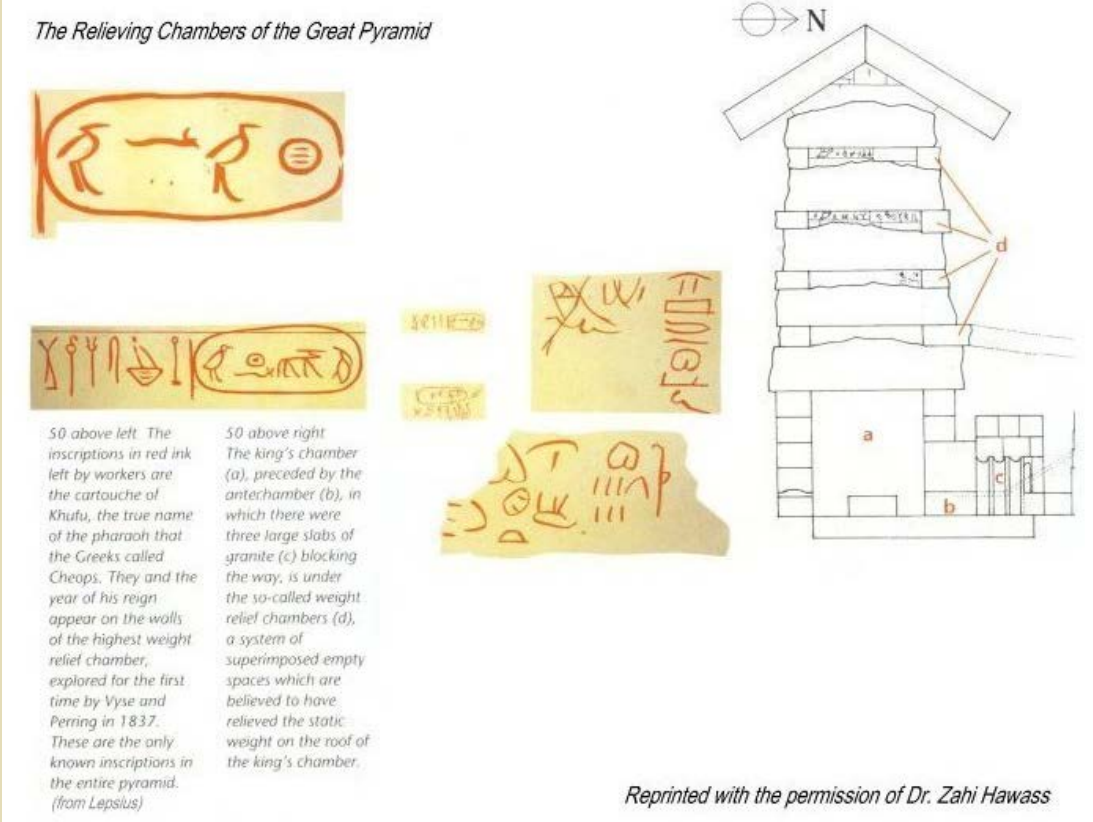 The Relieving Chambers of the Great Pyramid
N
d
a
c
b
50 above left The
inscriptions in red ink
left by workers are
the cartouche of
Khufu, the true name
of the pharaoh that
the Greeks called
Cheops. They and the
year of his reign
appear on the walls
of the highest weight
relief chamber,
explored for the first
time by Vyse and
Perring in 1837.
These are the only
known inscriptions in
the entire pyramid.
(from Lepsius)
50 above right
The king's chamber
(a), preceded by the
antechamber (b), in
which there were
three large slabs of
granite (c) blocking
the way, is under
the so-called weight
relief chambers (d),
a system of
superimposed empty
spaces which are
believed to have
relieved the static
weight on the roof of
the king's chamber.
Reprinted with the permission of Dr. Zahi Hawass